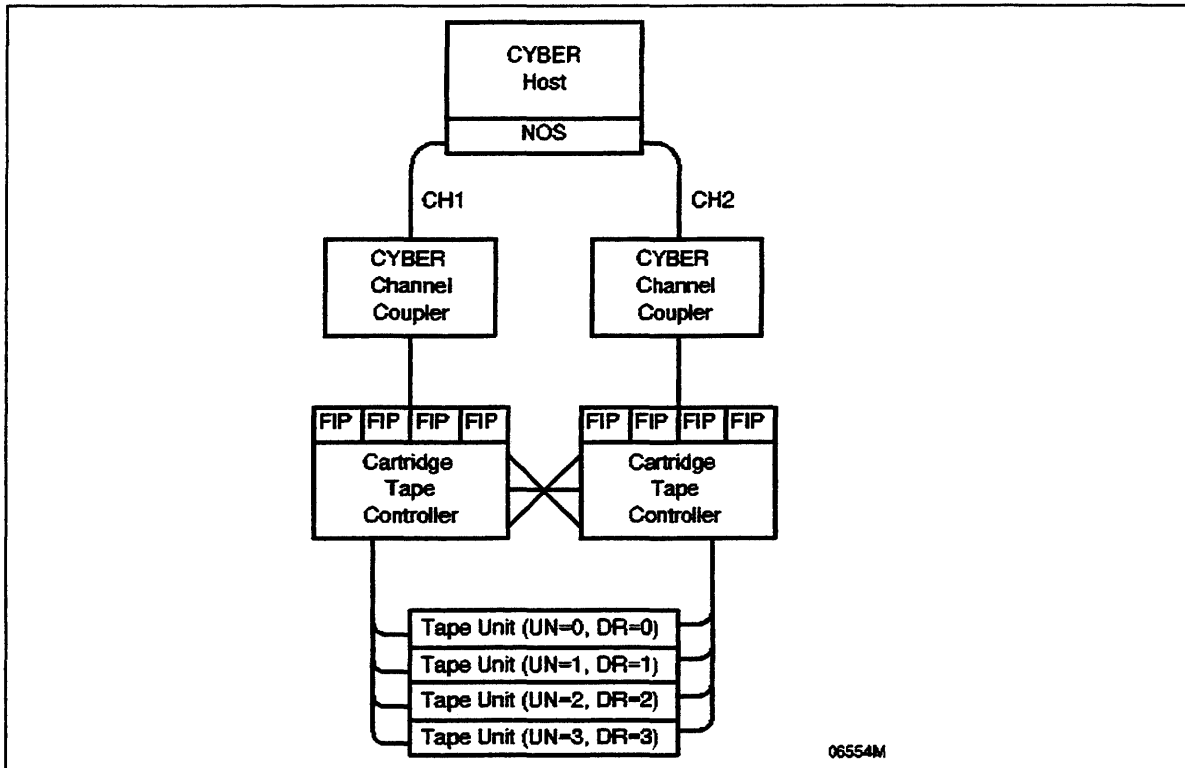 CYBER
Host
NOS
CH1
CH2
CYBER
Channel
Coupler
CYBER
Channel
Coupler
FIP FIP FIP FIP
FIP FIP FIP FIP
Cartridge
Tape
Controller
Cartridge
Tape
Controller
Tape Unit (UN=0, DR=0)
Tape Unit (UN=1, DR=1)
Tape Unit (UN=2, DR=2)
Tape Unit (UN=3, DR=3)
06554M